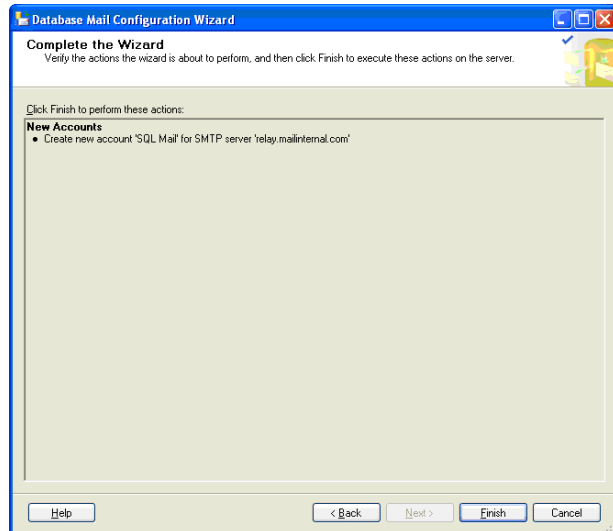 Database Mail Configuration Wizard
Complete the Wizard
Verify the actions the wizard is about to perform, and then click Finish to execute these actions on the server.
Click Finish to perform these actions:
New Accounts
● Create new account 'SQL Mail' for SMTP server 'relay.mailinternal.com'
Help
< Back
Next >
Finish
Cancel